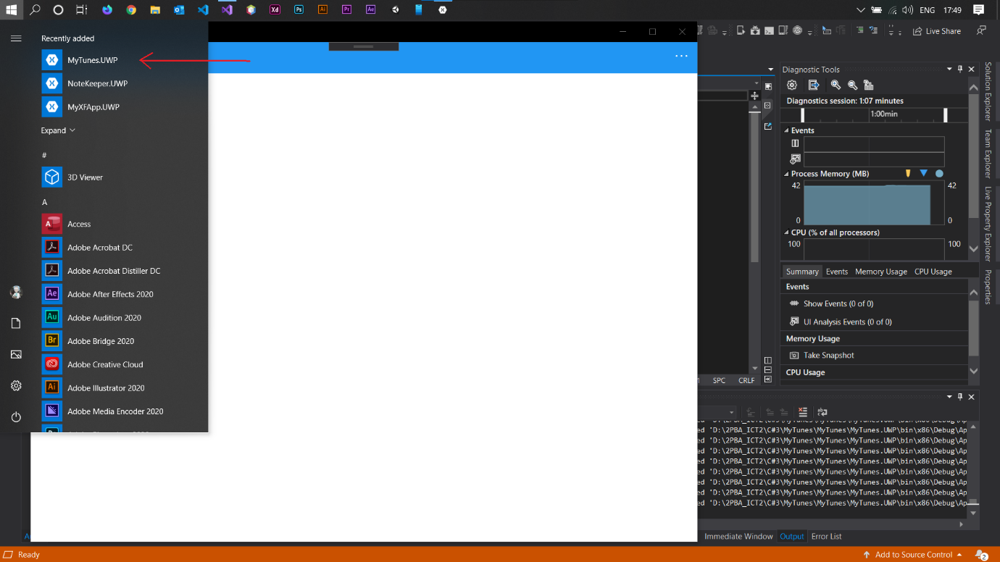 Xd
Ps
Ai
Pr
Ae
ENG
17:49
Recently added
MyTunes.UWP
NoteKeeper.UWP
MyXFApp.UWP
Expand
#
3D Viewer
A
A
Access
Adobe Acrobat DC
Adobe Acrobat Distiller DC
Ae
Adobe After Effects 2020
Au
Adobe Audition 2020
Br
Adobe Bridge 2020
Adobe Creative Cloud
Ai
Adobe Illustrator 2020
Adobe Media Encoder 2020
...
Live Share
Diagnostic Tools
Diagnostics session: 1:07 minutes
1:00min
Events
Process Memory (MB)
42
42
0
0
CPU (% of all processors)
100
100
Summary
Events
Memory Usage
CPU Usage
Events
Show Events (0 of 0)
UI Analysis Events (0 of 0)
Memory Usage
Take Snapshot
CPU Usage
Solution Explorer
Team Explorer
Live Property Explorer
Properties
SPC
CRLF
ed 'D:\2PBA_ICT2\C#3\MyTunes\MyTunes\MyTunes.UWP\bin\x86\Debug\Ap
ed 'D:\2PBA_ICT2\C#3\MyTunes\MyTunes\MyTunes.UWP\bin\x86\Debug\Ap
ed 'D:\2PBA_ICT2\C#3\MyTunes\MyTunes\MyTunes.UWP\bin\x86\Debug\Ap
ed 'D:\2PBA_ICT2\C#3\MyTunes\MyTunes\MyTunes.UWP\bin\x86\Debug\Ap
ed 'D:\2PBA_ICT2\C#3\MyTunes\MyTunes\MyTunes.UWP\bin\x86\Debug\Ap
ed 'D:\2PBA_ICT2\C#3\MyTunes\MyTunes\MyTunes.UWP\bin\x86\Debug\Ap
ed 'D:\2PBA_ICT2\C#3\MyTunes\MyTunes\MyTunes.UWP\bin\x86\Debug\Ap
ed 'D:\2PBA_ICT2\C#3\MyTunes\MyTunes\MyTunes.UWP\bin\x86\Debug\Ap
Immediate Window
Output
Error List
Ready
Add to Source Control
2